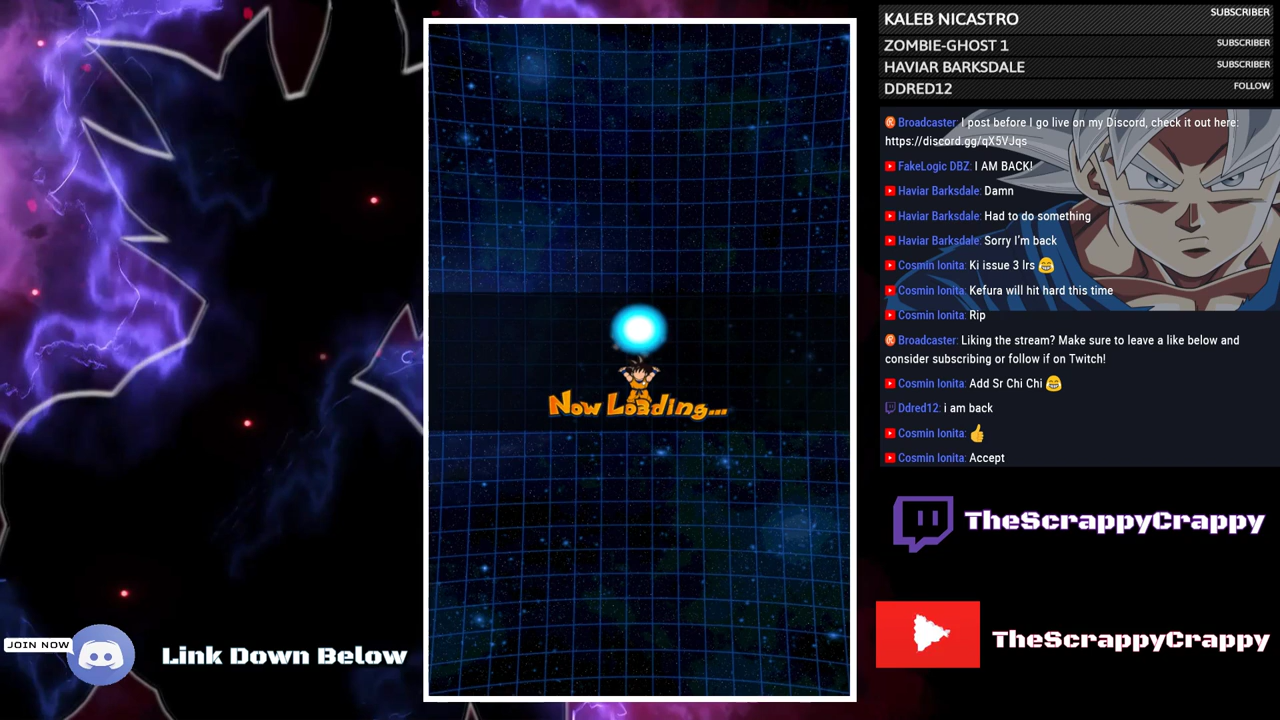 KALEB NICASTRO SUBSCRIBER
ZOMBIE-GHOST 1 SUBSCRIBER
HAVIAR BARKSDALE SUBSCRIBER
DDRED12 FOLLOW
Broadcaster: I post before I go live on my Discord, check it out here:
https://discord.gg/qX5VJqs
FakeLogic DBZ: I AM BACK!
Haviar Barksdale: Damn
Haviar Barksdale: Had to do something
Haviar Barksdale: Sorry I'm back
Cosmin Ionita: Ki issue 3 lrs 😁
Cosmin Ionita: Kefura will hit hard this time
Cosmin Ionita: Rip
Broadcaster: Liking the stream? Make sure to leave a like below and
consider subscribing or follow if on Twitch!
Cosmin Ionita: Add Sr Chi Chi 😁
Ddred12: i am back
Cosmin Ionita: 👍
Cosmin Ionita: Accept
Now Loading...
TheScrappyCrappy
TheScrappyCrappy
JOIN NOW
Link Down Below